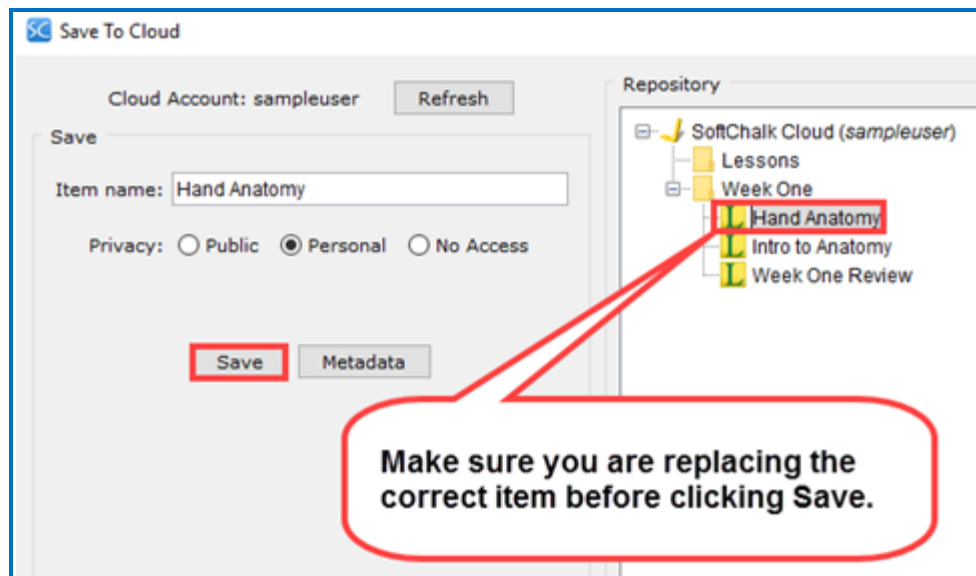 SC Save To Cloud
Cloud Account: sampleuser Refresh
Save
Item name: Hand Anatomy
Privacy: Public Personal No Access
Save Metadata
Repository
SoftChalk Cloud (sampleuser)
Lessons
Week One
L Hand Anatomy
L Intro to Anatomy
L Week One Review
Make sure you are replacing the
correct item before clicking Save.